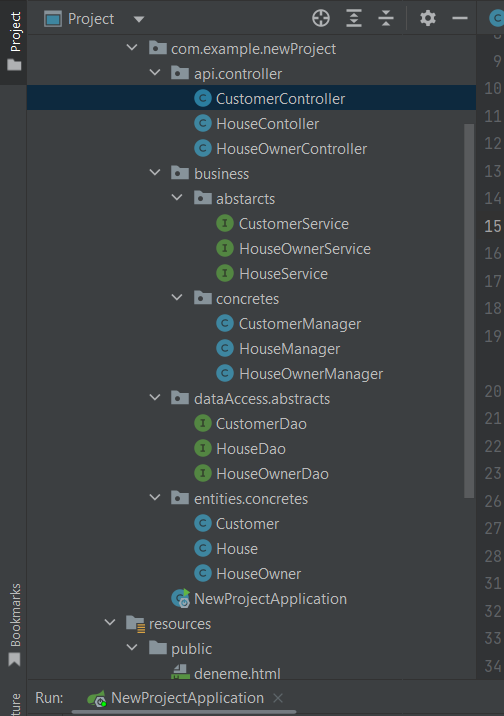 Project
Project
com.example.newProject
api.controller
CustomerController
HouseContoller
HouseOwnerController
business
abstarcts
CustomerService
HouseOwnerService
HouseService
concretes
CustomerManager
HouseManager
HouseOwnerManager
dataAccess.abstracts
CustomerDao
HouseDao
HouseOwnerDao
entities.concretes
Customer
House
HouseOwner
NewProjectApplication
resources
public
deneme.html
Bookmarks
ture
Run: NewProjectApplication
9
10
11
12
13
14
15
16
17
18
19
20
21
22
23
26
27
28
31
32
33
34